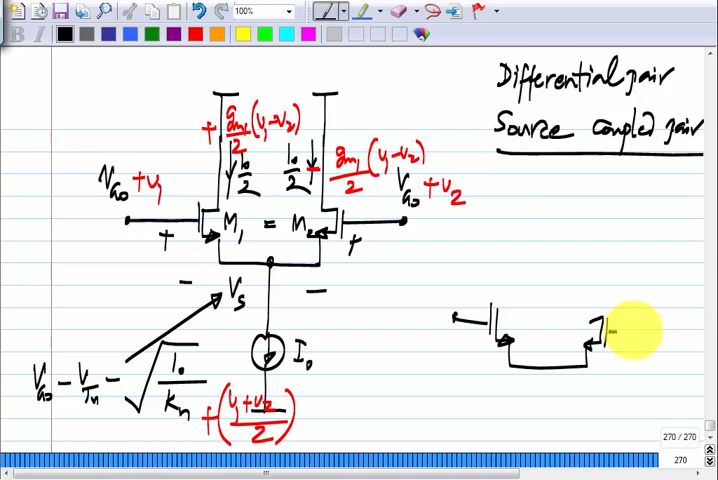 100%
B I
Differential pair
Source coupled pair
+ gm1/2 (v1-v2)
I0/2
I0/2
- gm1/2 (v1-v2)
VG0 + v1
VG0 + v2
M1 = M2
+
+
-
Vs
-
I0
VG0 - VTn - √(I0/kn) + ((v1+v2)/2)
270 / 270
270